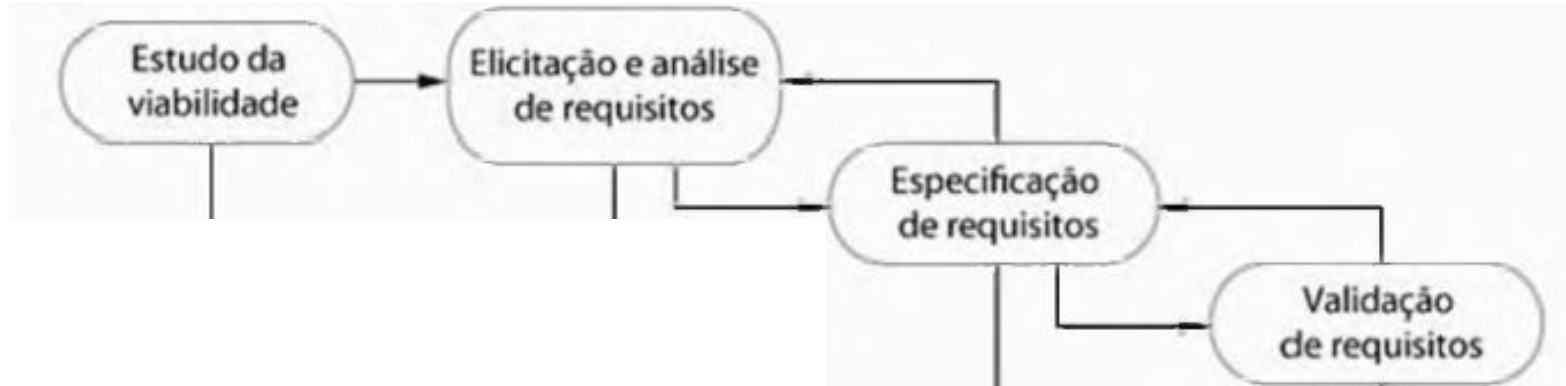 Estudo da
viabilidade
Elicitação e análise
de requisitos
Especificação
de requisitos
Validação
de requisitos